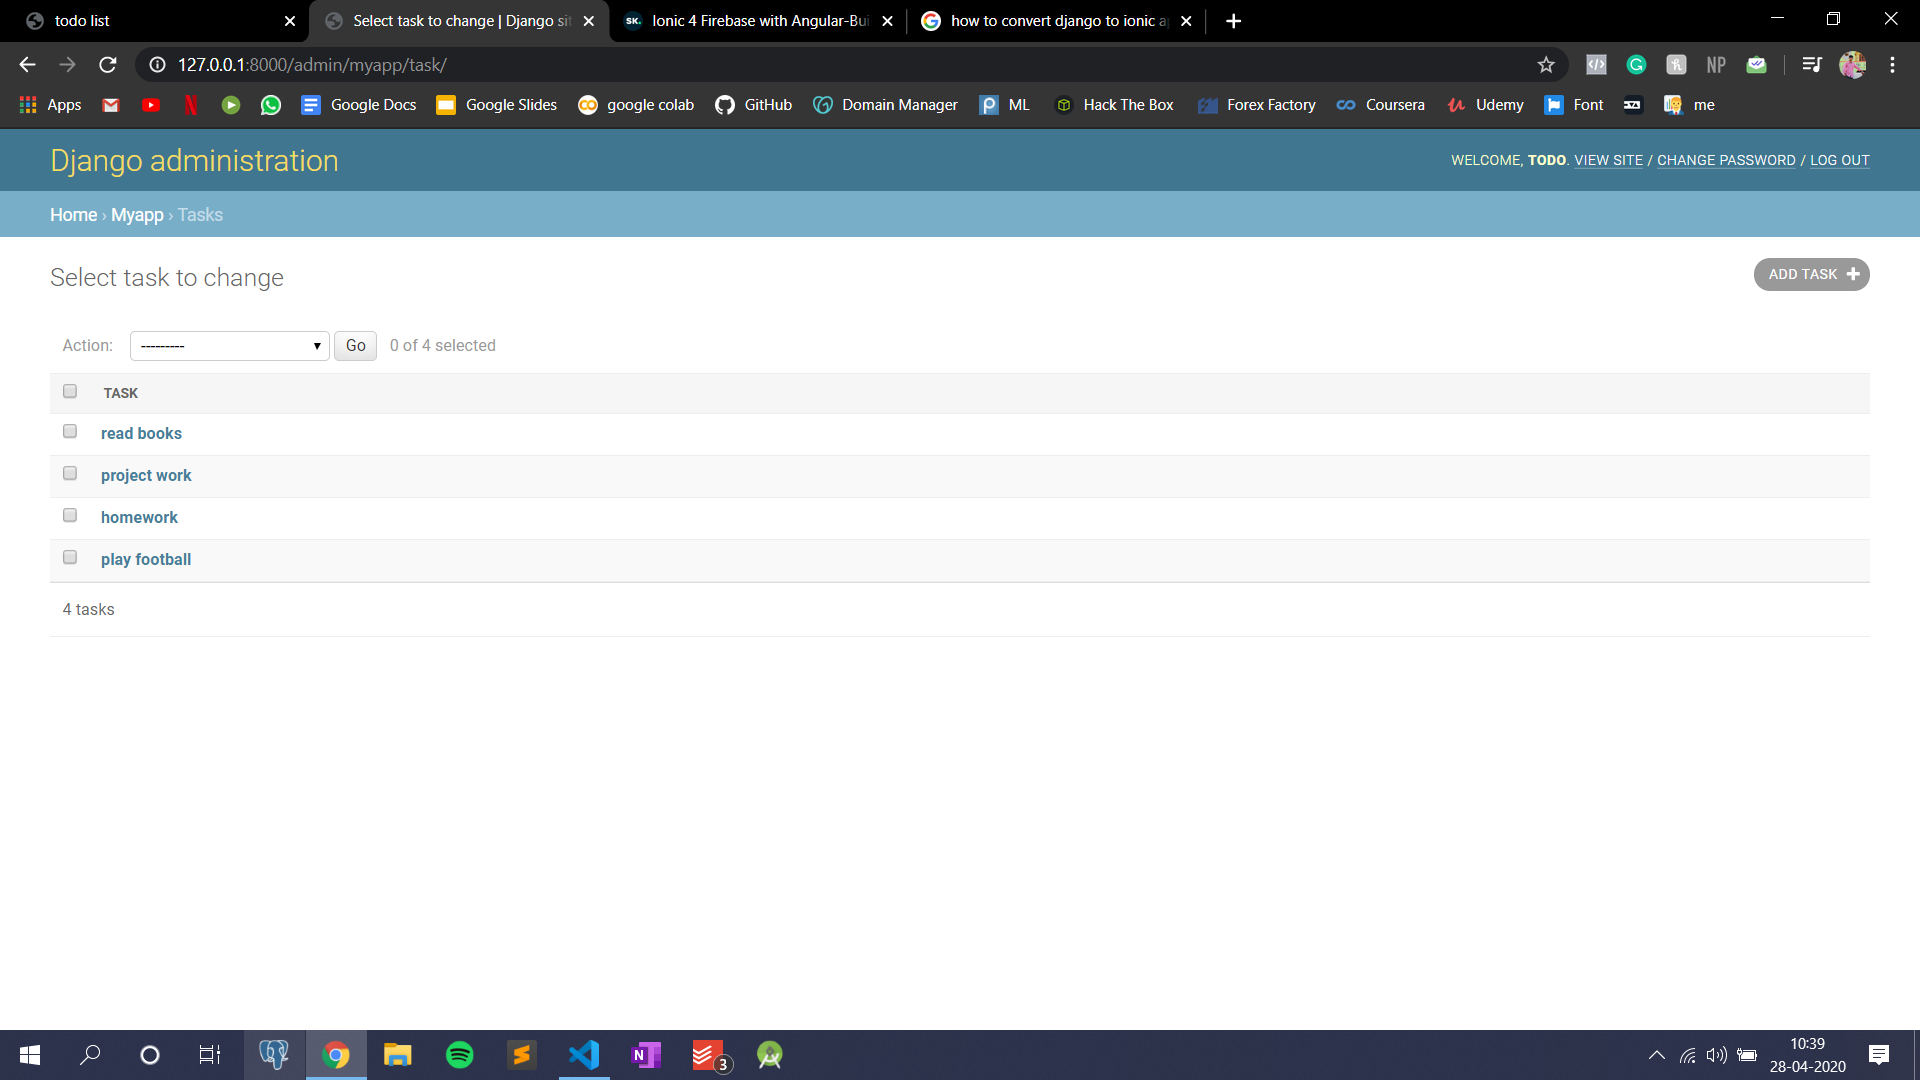 todo list
Select task to change | Django sit
SK. Ionic 4 Firebase with Angular-Bui
how to convert django to ionic ap
127.0.0.1:8000/admin/myapp/task/
NP
Apps Google Docs Google Slides google colab GitHub Domain Manager ML Hack The Box Forex Factory Coursera Udemy Font me
Django administration
WELCOME, TODO. VIEW SITE / CHANGE PASSWORD / LOG OUT
Home › Myapp › Tasks
Select task to change
ADD TASK +
Action: --------- Go 0 of 4 selected
TASK
read books
project work
homework
play football
4 tasks
3
10:39
28-04-2020